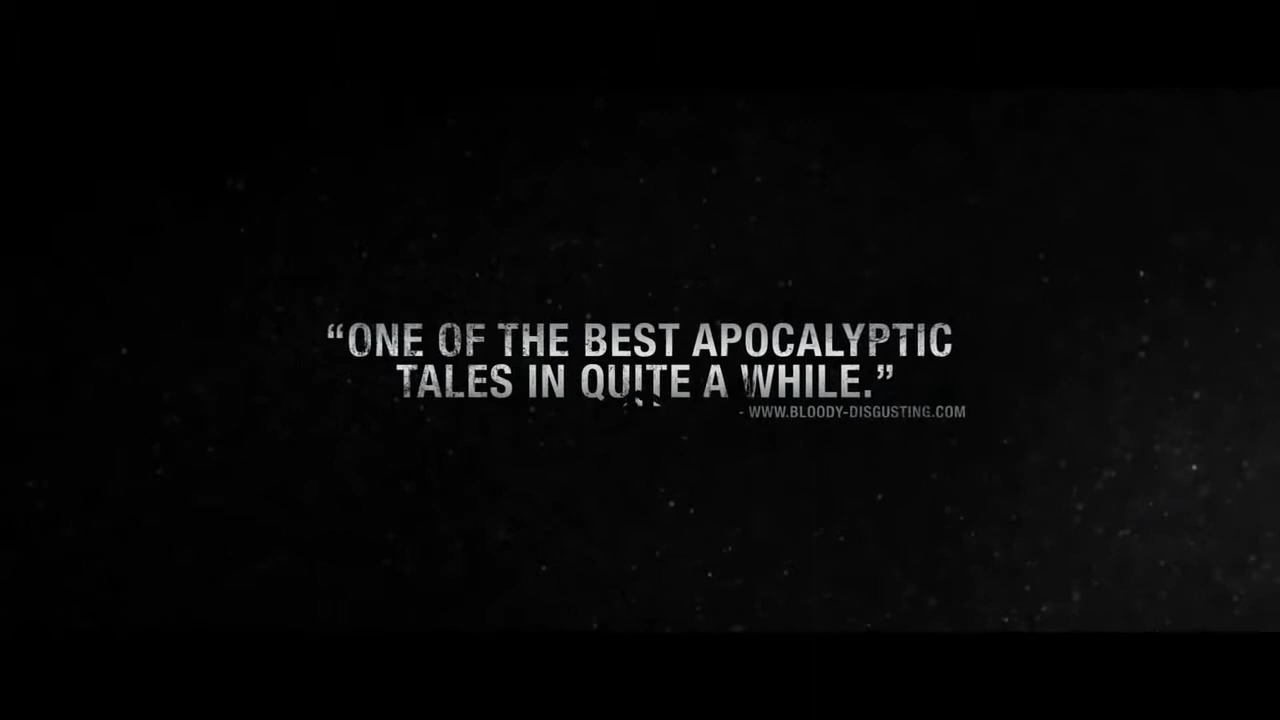 “ONE OF THE BEST APOCALYPTIC
TALES IN QUITE A WHILE.”
- WWW.BLOODY-DISGUSTING.COM